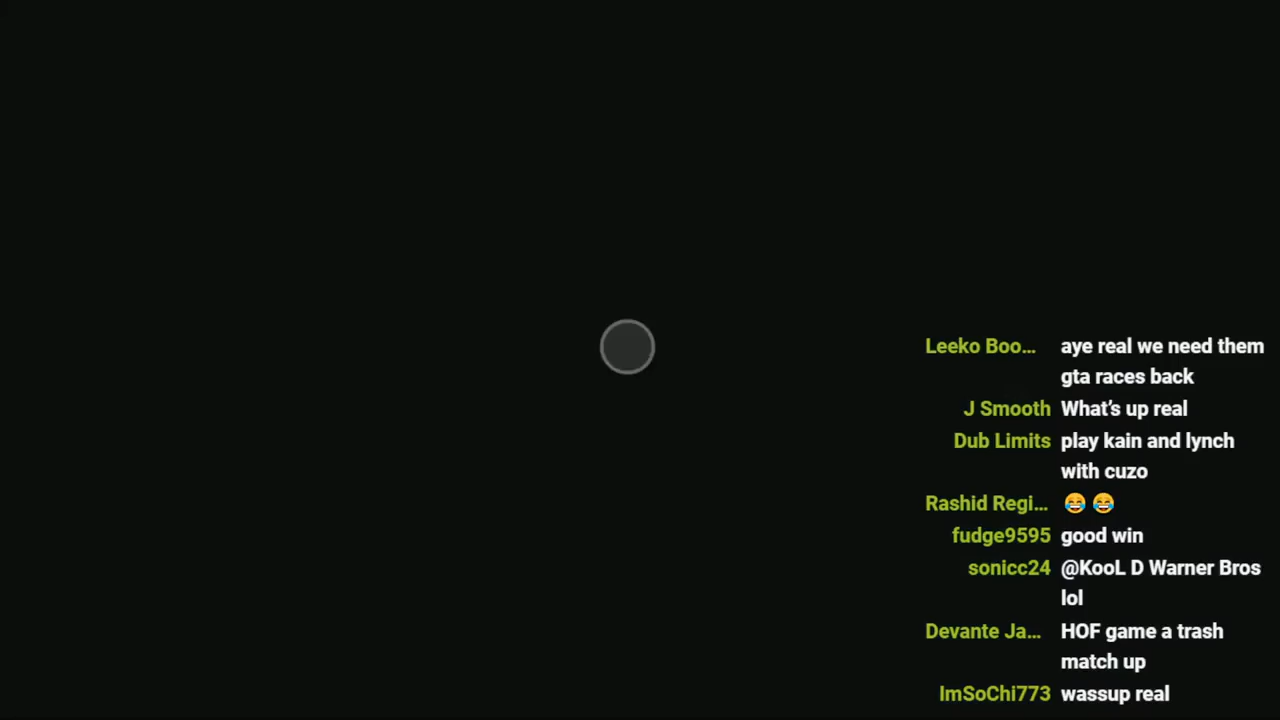 Leeko Boo... aye real we need them
gta races back
J Smooth What’s up real
Dub Limits play kain and lynch
with cuzo
Rashid Regi... 😂 😂
fudge9595 good win
sonicc24 @KooL D Warner Bros
lol
Devante Ja... HOF game a trash
match up
ImSoChi773 wassup real